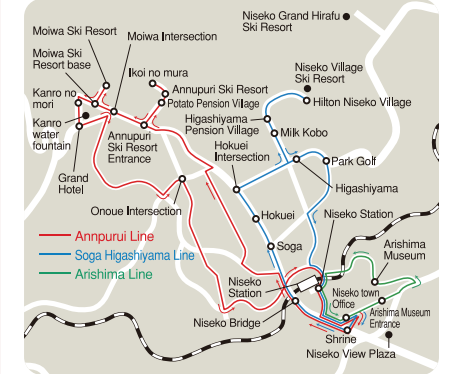 Niseko Grand Hirafu
Ski Resort
Moiwa Ski Resort
Moiwa Intersection
Moiwa Ski
Resort base
Ikoi no mura
Niseko Village
Ski Resort
Kanro no
mori
Annupuri Ski Resort
Potato Pension Village
Hilton Niseko Village
Higashiyama
Pension Village
Kanro
water
fountain
Annupuri
Ski Resort
Entrance
Milk Kobo
Hokuei
Intersection
Park Golf
Grand
Hotel
Higashiyama
Onoue Intersection
Niseko Station
Hokuei
Annpurui Line
Soga Higashiyama Line
Arishima Line
Soga
Arishima
Museum
Niseko
Station
Niseko town
Office
Niseko Bridge
Arishima Museum
Entrance
Shrine
Niseko View Plaza